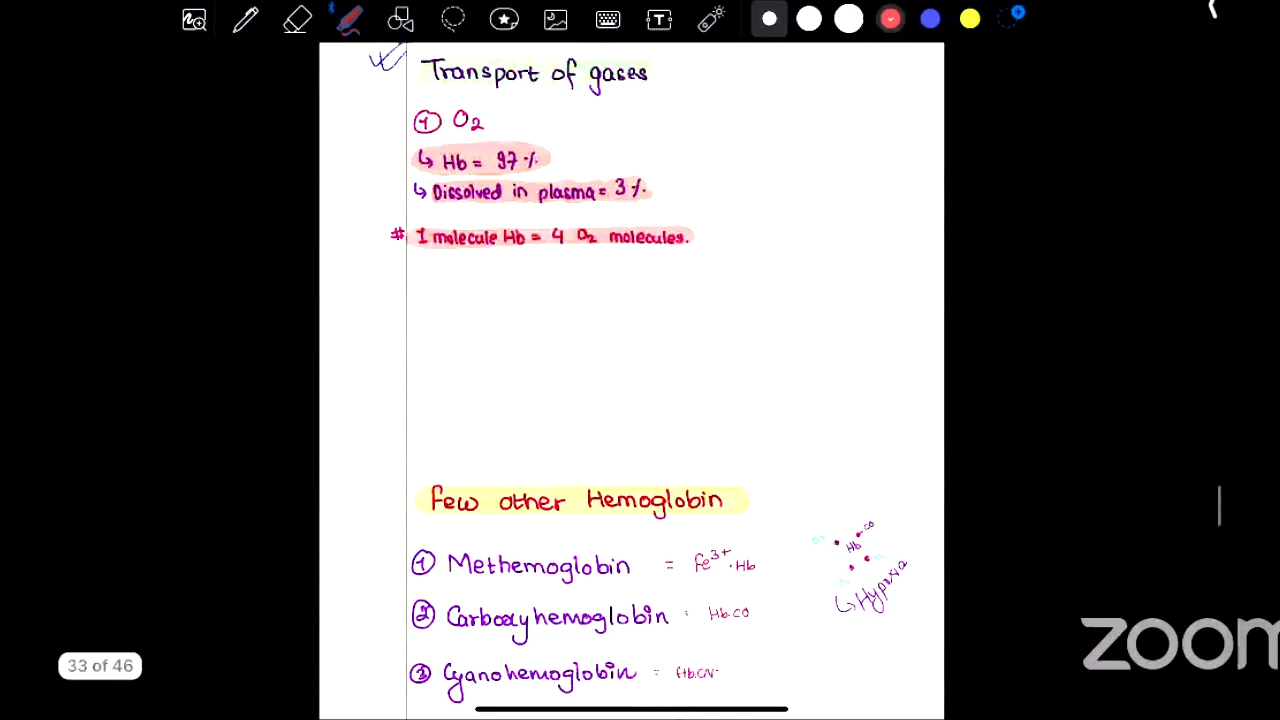 Transport of gases
① O2
↳ Hb = 97 %
↳ Dissolved in plasma = 3 %.
# 1 molecule Hb = 4 O2 molecules.
Few other Hemoglobin
① Methemoglobin = Fe3+.Hb
② Carboxyhemoglobin : Hb.CO
③ Cyanohemoglobin = Hb.CN-
CO
Hb
↳ Hypoxia
33 of 46
zoom